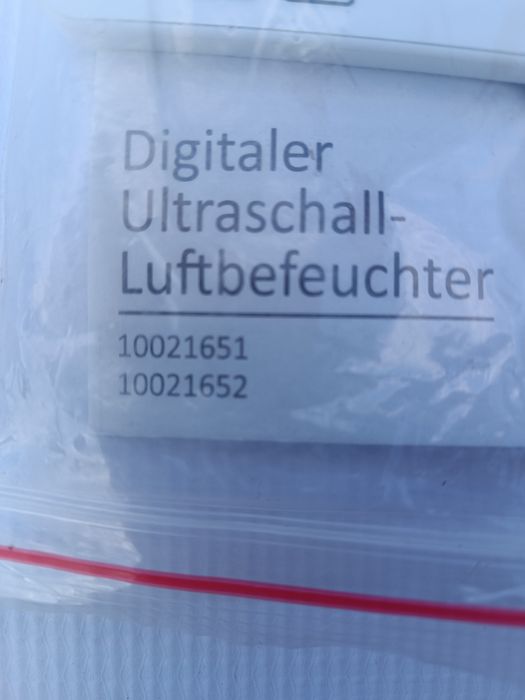 Digitaler
Ultraschall-
Luftbefeuchter
10021651
10021652